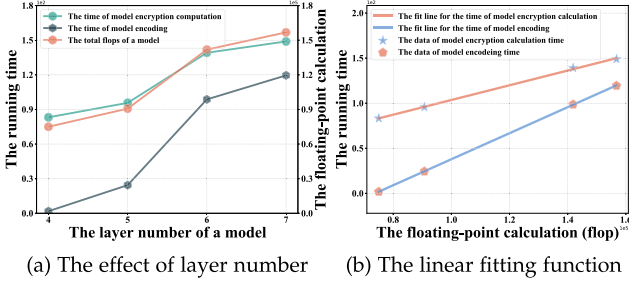 1e2
1e5
1.8
1.5
1.2
0.9
0.6
0.3
0.0
The time of model encryption computation
The time of model encoding
The total flops of a model
1.8
1.5
1.2
0.9
0.6
0.3
0.0
4 5 6 7
The running time
The floating-point calculation
The layer number of a model
(a) The effect of layer number
1e2
2.0
1.5
1.0
0.5
0.0
The fit line for the time of model encryption calculation
The fit line for the time of model encoding
The data of model encryption calculation time
The data of model encodeing time
0.8 1.0 1.2 1.4 1.6
1e5
The running time
The floating-point calculation (flop)
(b) The linear fitting function